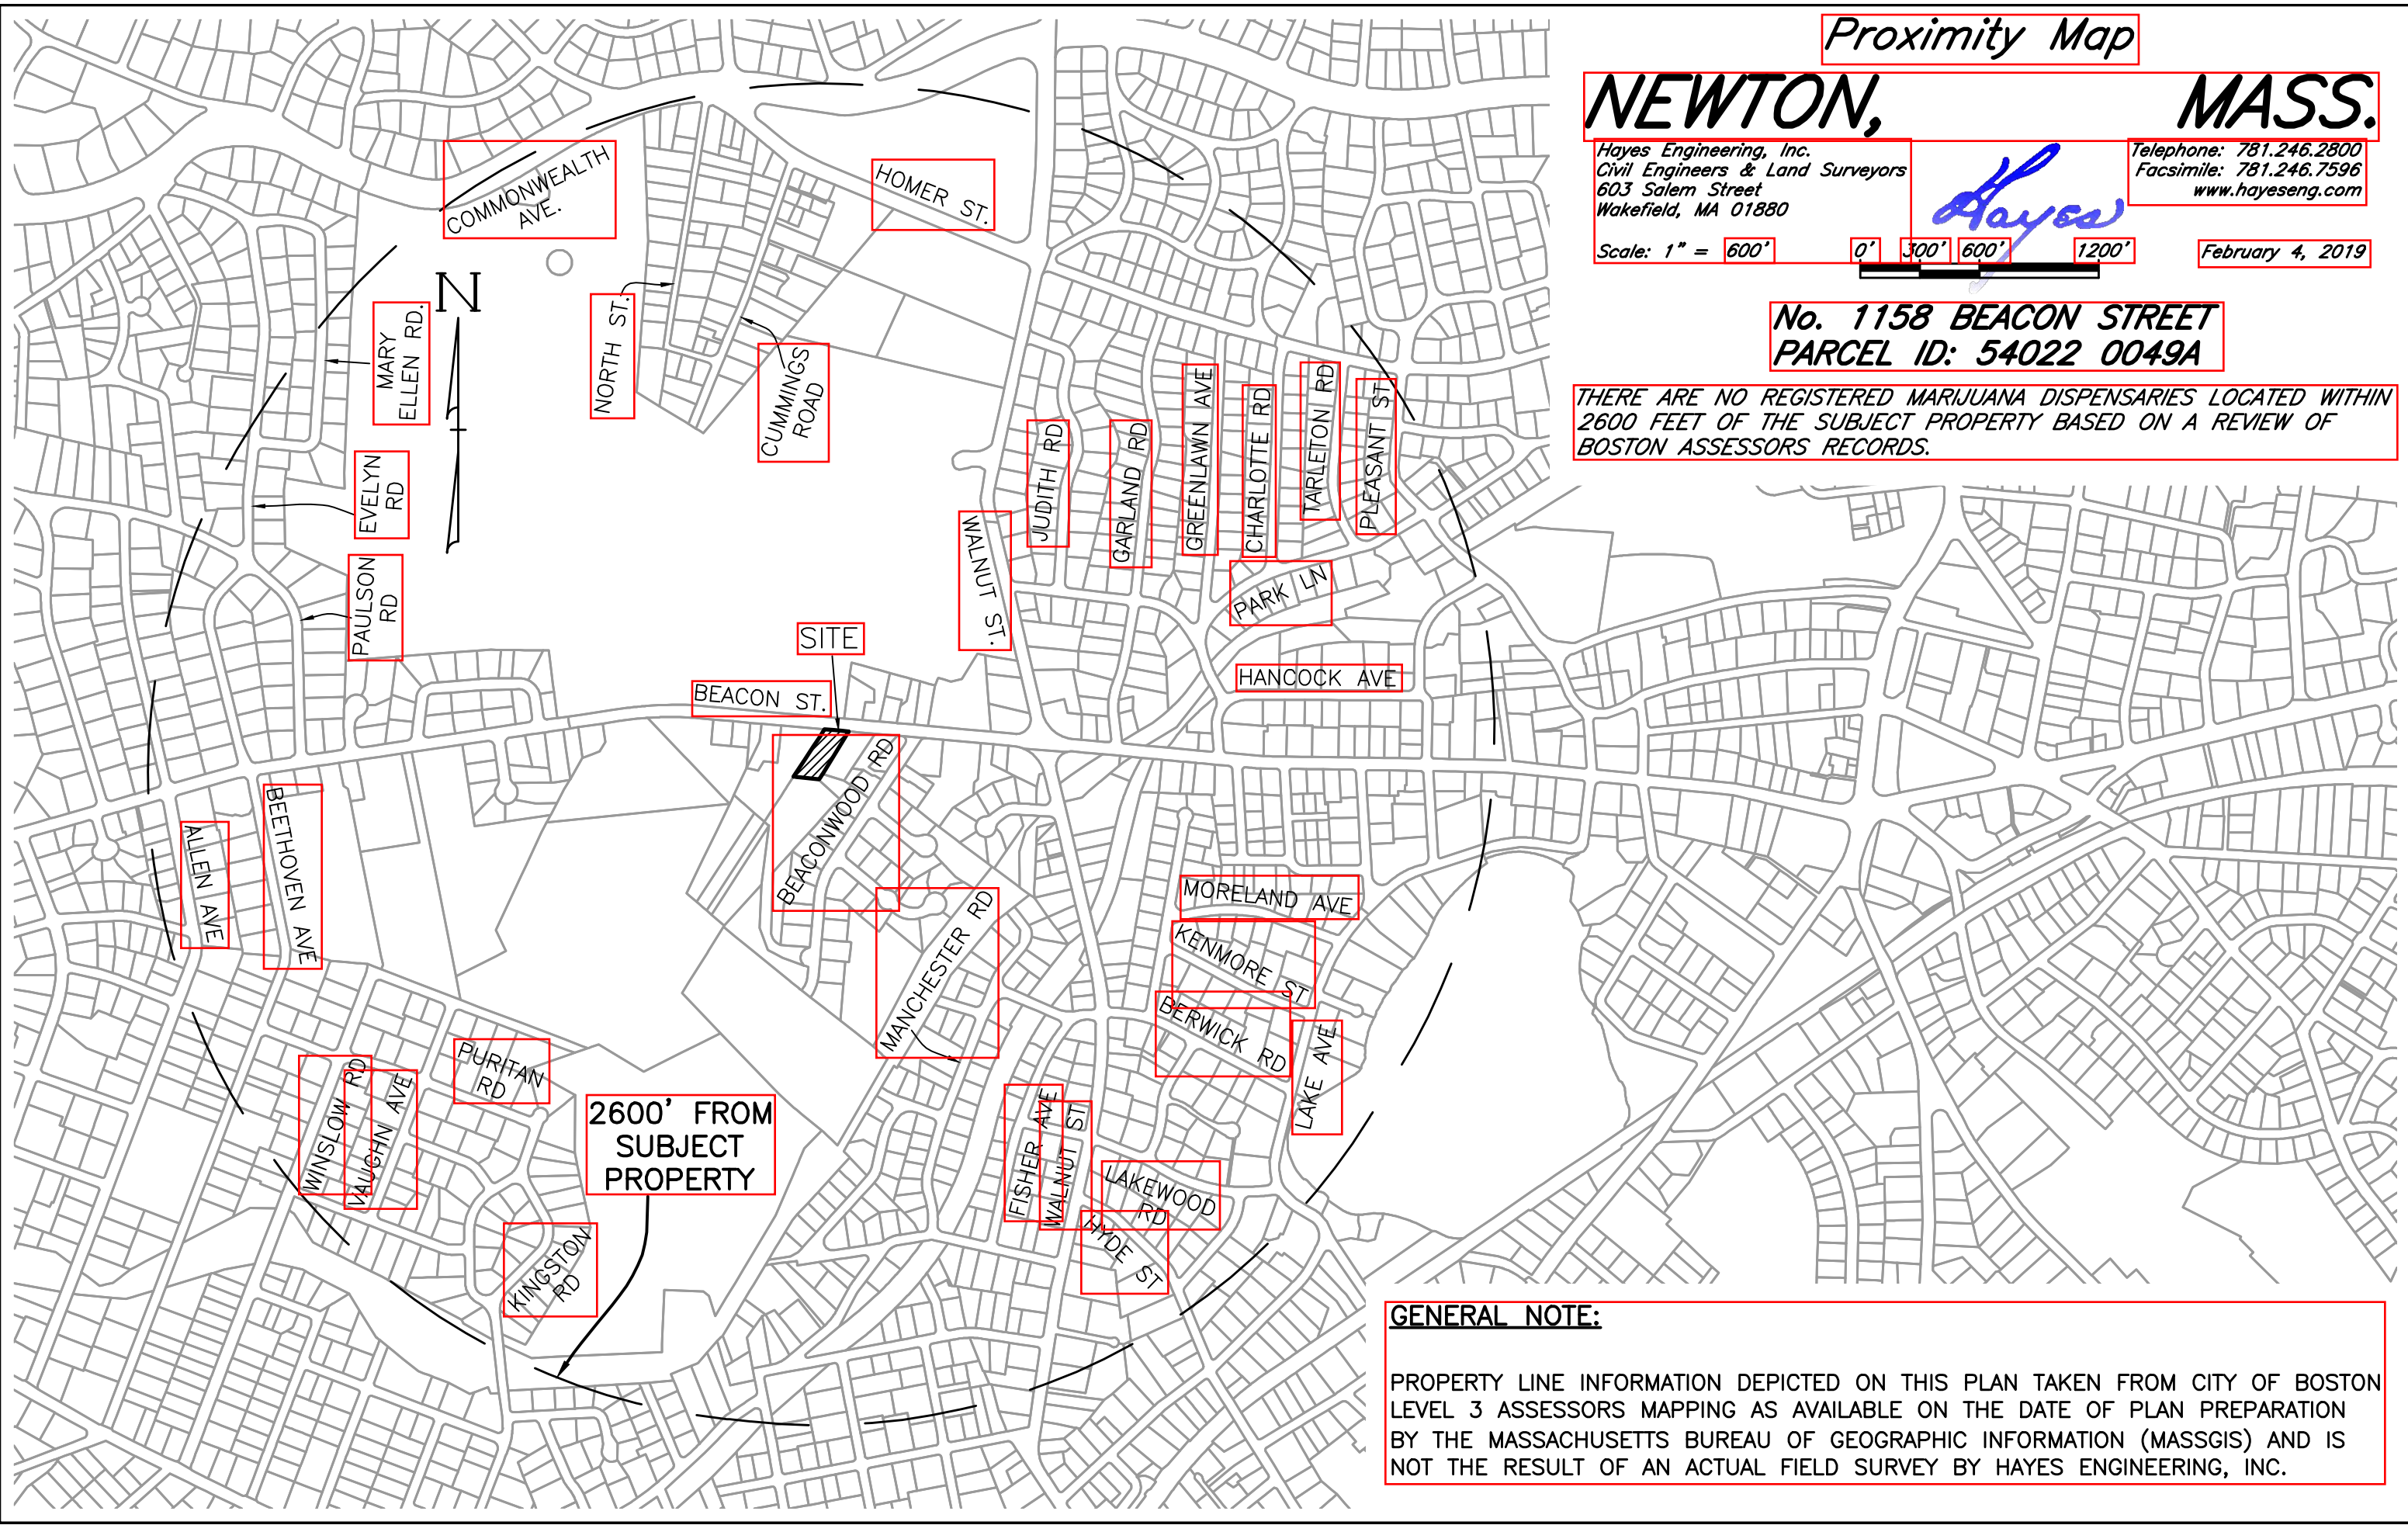 Proximity Map
NEWTON, MASS.
Hayes Engineering, Inc.
Civil Engineers & Land Surveyors
603 Salem Street
Wakefield, MA 01880
Hayes
Telephone: 781.246.2800
Facsimile: 781.246.7596
www.hayeseng.com
Scale: 1" = 600'
0' 300' 600' 1200'
February 4, 2019
No. 1158 BEACON STREET
PARCEL ID: 54022 0049A
THERE ARE NO REGISTERED MARIJUANA DISPENSARIES LOCATED WITHIN
2600 FEET OF THE SUBJECT PROPERTY BASED ON A REVIEW OF
BOSTON ASSESSORS RECORDS.
COMMONWEALTH
AVE.
HOMER ST.
N
MARY
ELLEN RD.
NORTH ST.
CUMMINGS
ROAD
EVELYN
RD
PAULSON
RD
WALNUT ST.
JUDITH RD
GARLAND RD
GREENLAWN AVE
CHARLOTTE RD
TARLETON RD
PLEASANT ST
PARK LN
HANCOCK AVE
SITE
BEACON ST.
BEACONWOOD RD
BEETHOVEN AVE
ALLEN AVE
MANCHESTER RD
MORELAND AVE
KENMORE ST
BERWICK RD
LAKE AVE
PURITAN
RD
WINSLOW RD
VAUGHN AVE
2600' FROM
SUBJECT
PROPERTY
FISHER AVE
WALNUT ST
LAKEWOOD
RD
HYDE ST
KINGSTON
RD
GENERAL NOTE:
PROPERTY LINE INFORMATION DEPICTED ON THIS PLAN TAKEN FROM CITY OF BOSTON
LEVEL 3 ASSESSORS MAPPING AS AVAILABLE ON THE DATE OF PLAN PREPARATION
BY THE MASSACHUSETTS BUREAU OF GEOGRAPHIC INFORMATION (MASSGIS) AND IS
NOT THE RESULT OF AN ACTUAL FIELD SURVEY BY HAYES ENGINEERING, INC.